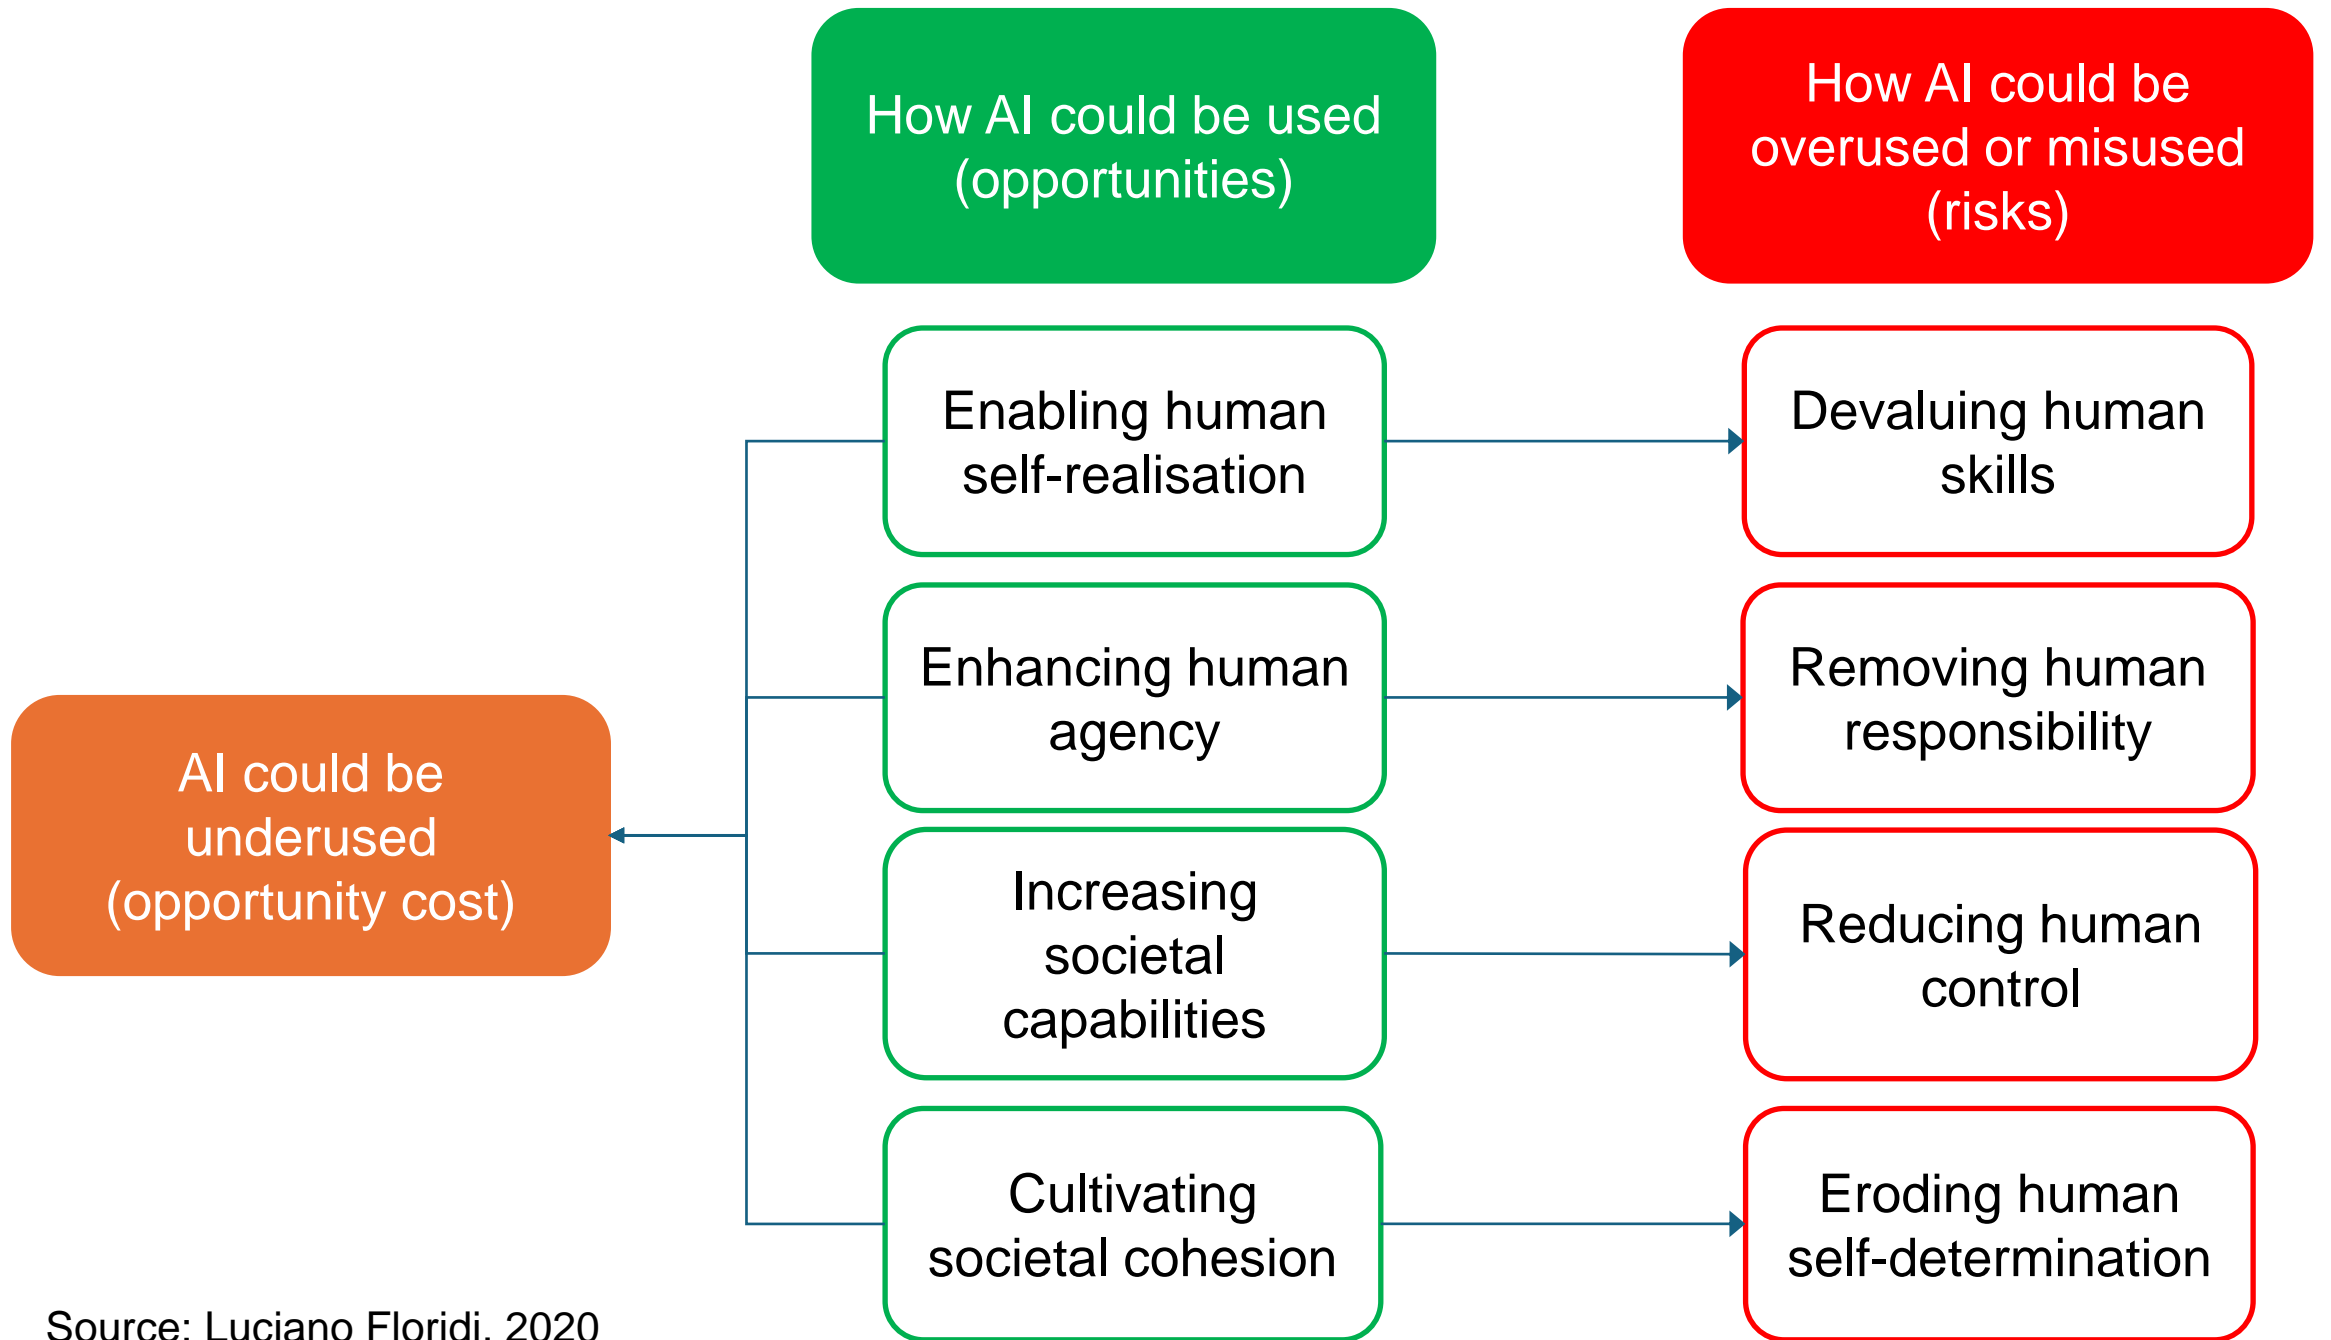 How AI could be used
(opportunities)
How AI could be
overused or misused
(risks)
Enabling human
self-realisation
Devaluing human
skills
Enhancing human
agency
Removing human
responsibility
AI could be
underused
(opportunity cost)
Increasing
societal
capabilities
Reducing human
control
Cultivating
societal cohesion
Eroding human
self-determination
Source: Luciano Floridi, 2020